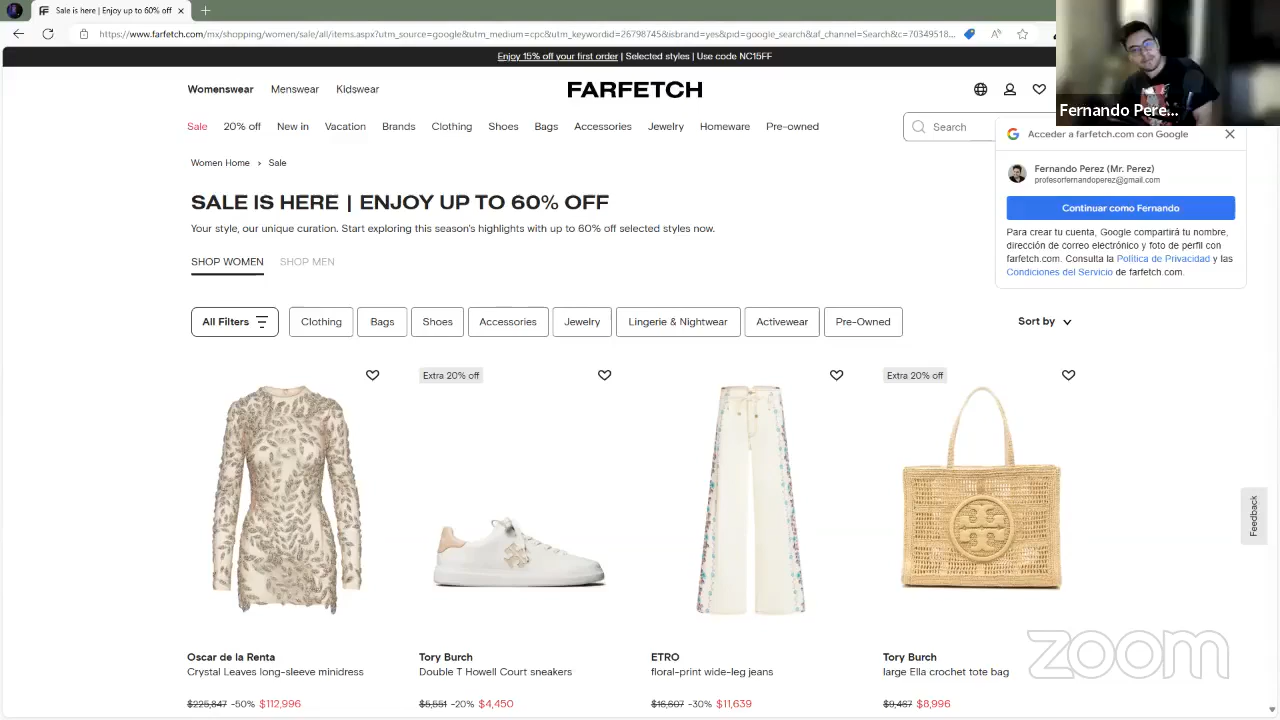 Sale is here | Enjoy up to 60% off
https://www.farfetch.com/mx/shopping/women/sale/all/items.aspx?utm_source=google&utm_medium=cpc&utm_keywordid=26798745&isbrand=yes&pid=google_search&af_channel=Search&c=70349518...
Enjoy 15% off your first order | Selected styles | Use code NC15FF
Womenswear Menswear Kidswear
FARFETCH
Fernando Pere...
Sale 20% off New in Vacation Brands Clothing Shoes Bags Accessories Jewelry Homeware Pre-owned
Search
Acceder a farfetch.com con Google
Fernando Perez (Mr. Perez)
profesorfernandoperez@gmail.com
Continuar como Fernando
Para crear tu cuenta, Google compartirá tu nombre,
dirección de correo electrónico y foto de perfil con
farfetch.com. Consulta la Política de Privacidad y las
Condiciones del Servicio de farfetch.com.
Women Home › Sale
SALE IS HERE | ENJOY UP TO 60% OFF
Your style, our unique curation. Start exploring this season's highlights with up to 60% off selected styles now.
SHOP WOMEN SHOP MEN
All Filters Clothing Bags Shoes Accessories Jewelry Lingerie & Nightwear Activewear Pre-Owned
Sort by
Extra 20% off
Extra 20% off
Feedback
Oscar de la Renta
Crystal Leaves long-sleeve minidress
$225,847 -50% $112,996
Tory Burch
Double T Howell Court sneakers
$5,551 -20% $4,450
ETRO
floral-print wide-leg jeans
$16,607 -30% $11,639
Tory Burch
large Ella crochet tote bag
$9,467 $8,996
zoom